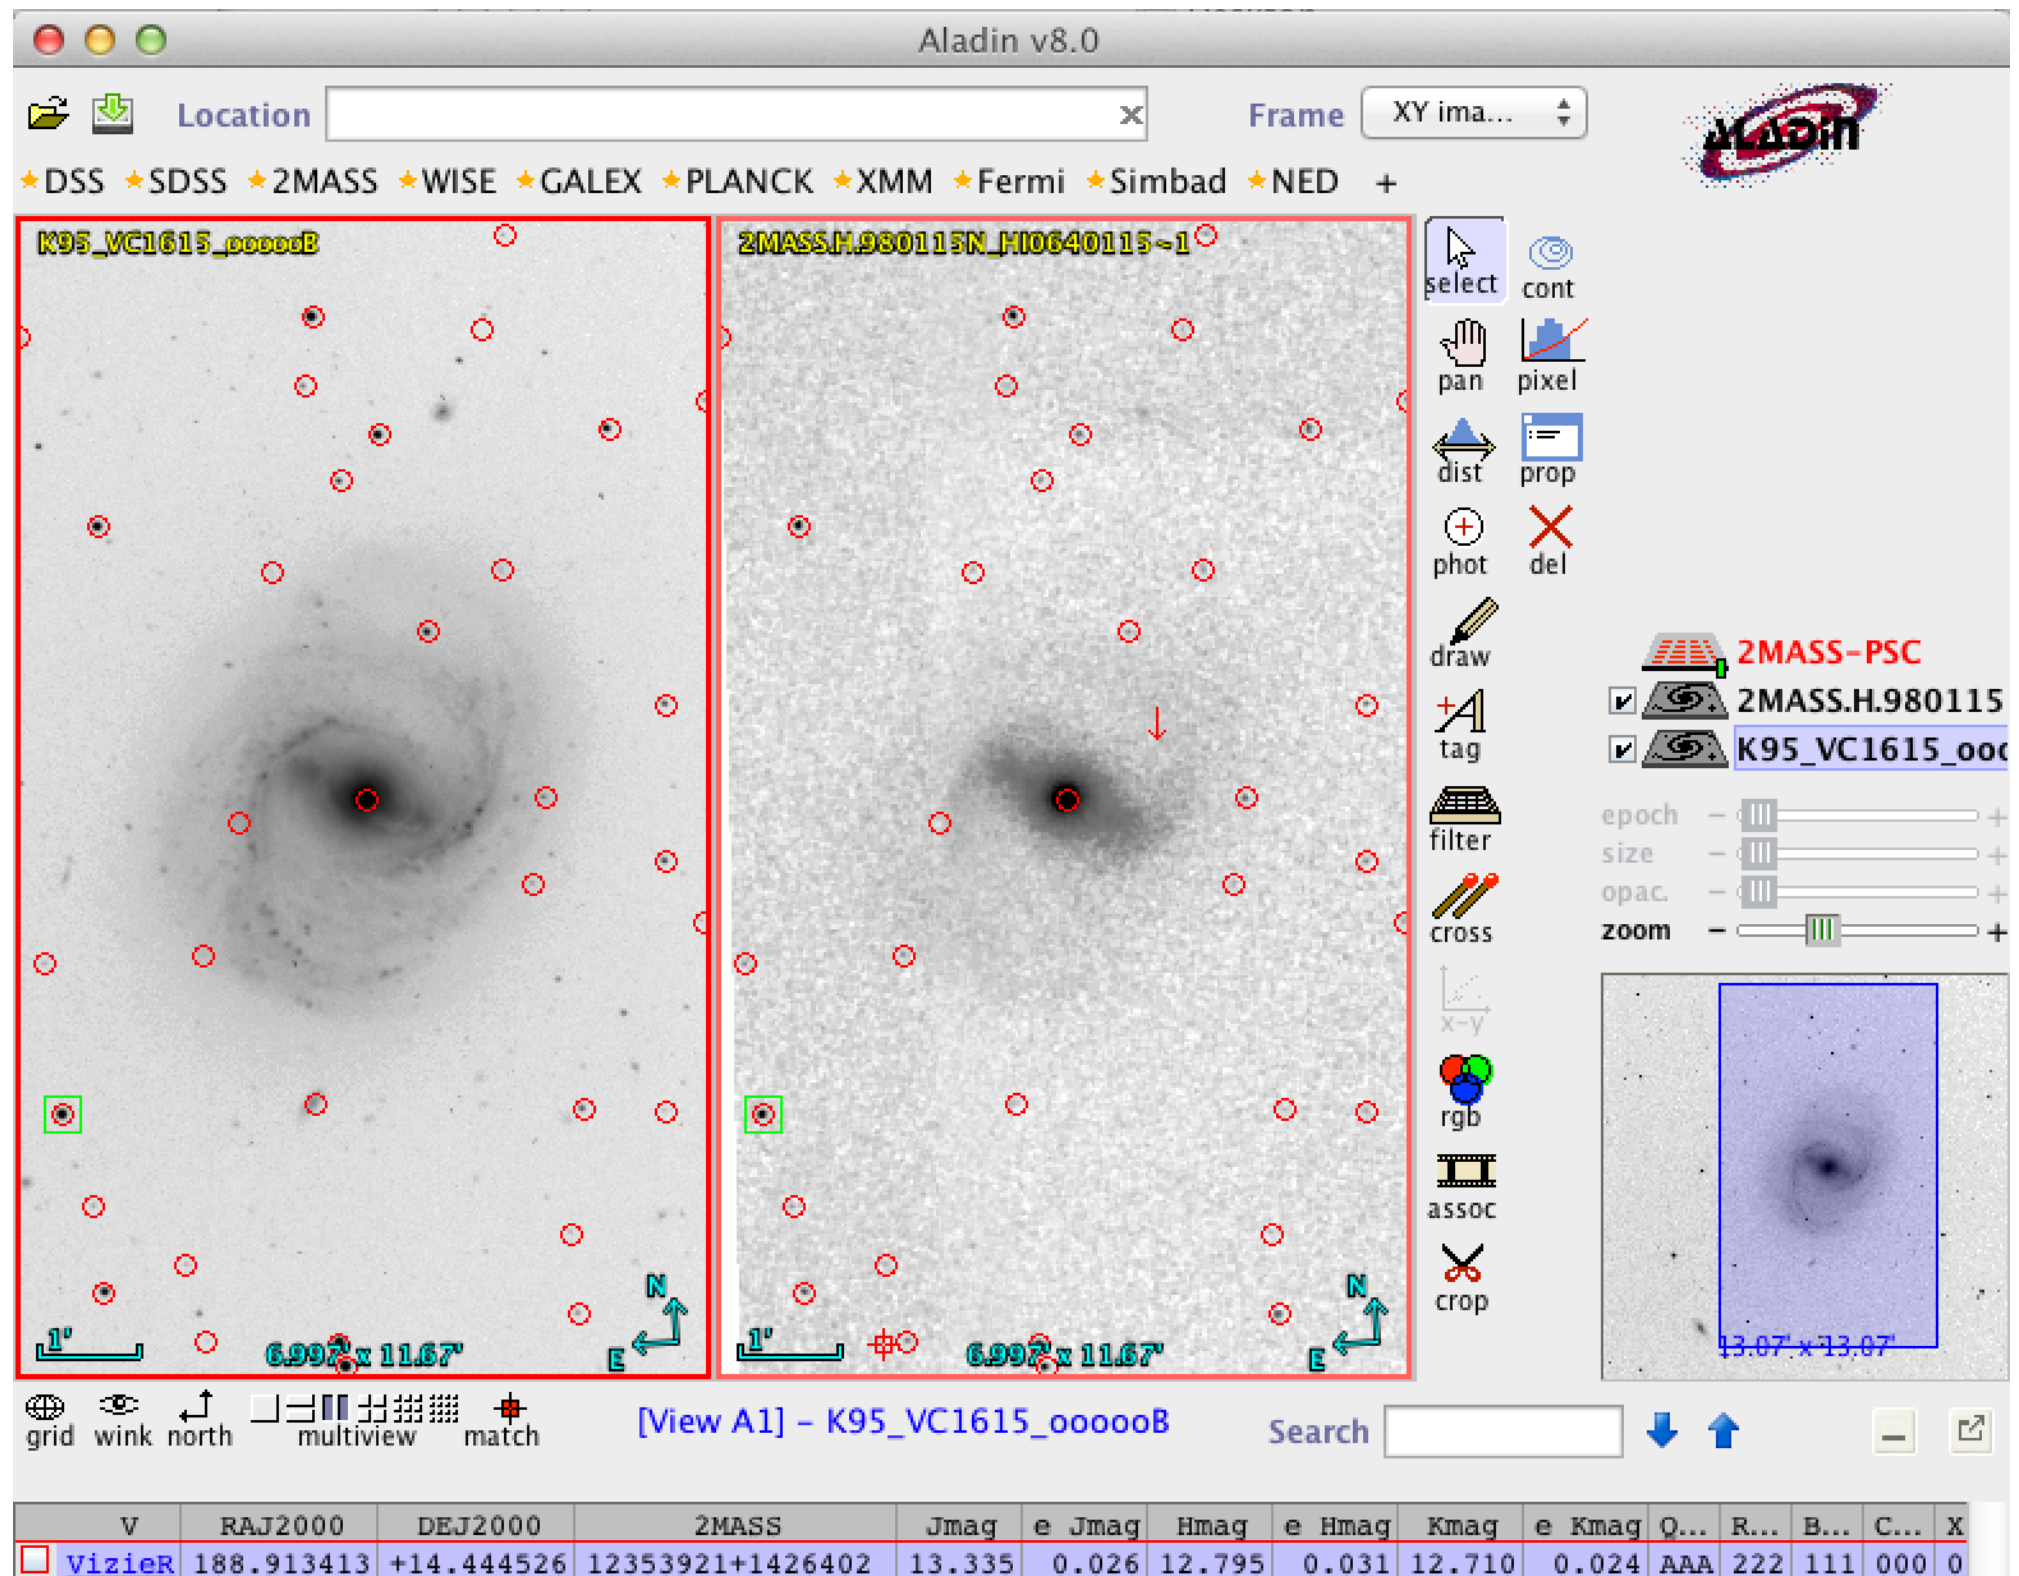 Aladin v8.0
Location
x
Frame XY ima...
ALADiN
DSS SDSS 2MASS WISE GALEX PLANCK XMM Fermi Simbad NED +
K95_VC1615_oooooB
2MASS.H.980115N_HI0640115~1
select cont
pan pixel
dist prop
phot del
draw
tag
filter
cross
x-y
rgb
assoc
crop
2MASS-PSC
2MASS.H.980115
K95_VC1615_ooo
epoch - +
size - +
opac. - +
zoom - +
13.07' x 13.07'
1' 6.997' x 11.67' N E
1' 6.997' x 11.67' N E
grid wink north multiview match
[View A1] - K95_VC1615_oooooB
Search
V RAJ2000 DEJ2000 2MASS Jmag e Jmag Hmag e Hmag Kmag e Kmag Q... R... B... C... X
VizieR 188.913413 +14.444526 12353921+1426402 13.335 0.026 12.795 0.031 12.710 0.024 AAA 222 111 000 0